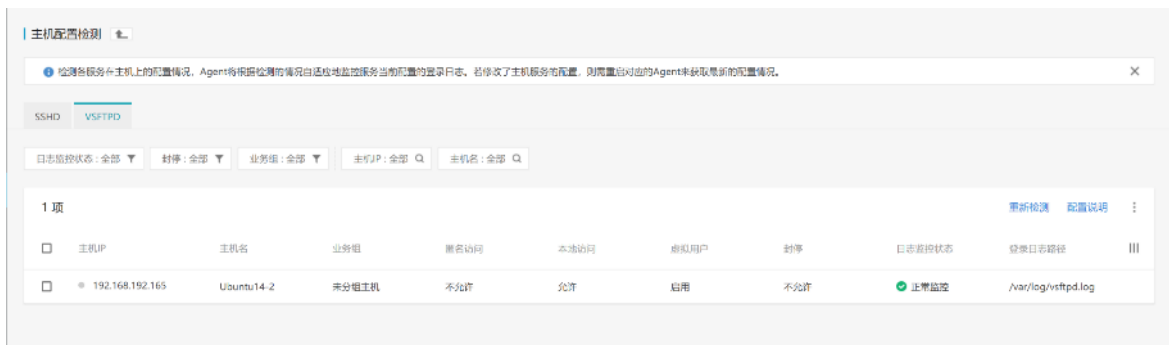 主机配置检测
检测各服务在主机上的配置情况，Agent将根据检测的情况自适应地监控服务当前配置的登录日志。若修改了主机服务的配置，则需重启对应的Agent来获取最新的配置情况。
SSHD VSFTPD
日志监控状态：全部 封停：全部 业务组：全部 主机IP：全部 主机名：全部
1 项 重新检测 配置说明
主机IP 主机名 业务组 匿名访问 本地访问 虚拟用户 封停 日志监控状态 登录日志路径
192.168.192.165 Ubuntu14-2 未分组主机 不允许 允许 启用 不允许 正常监控 /var/log/vsftpd.log